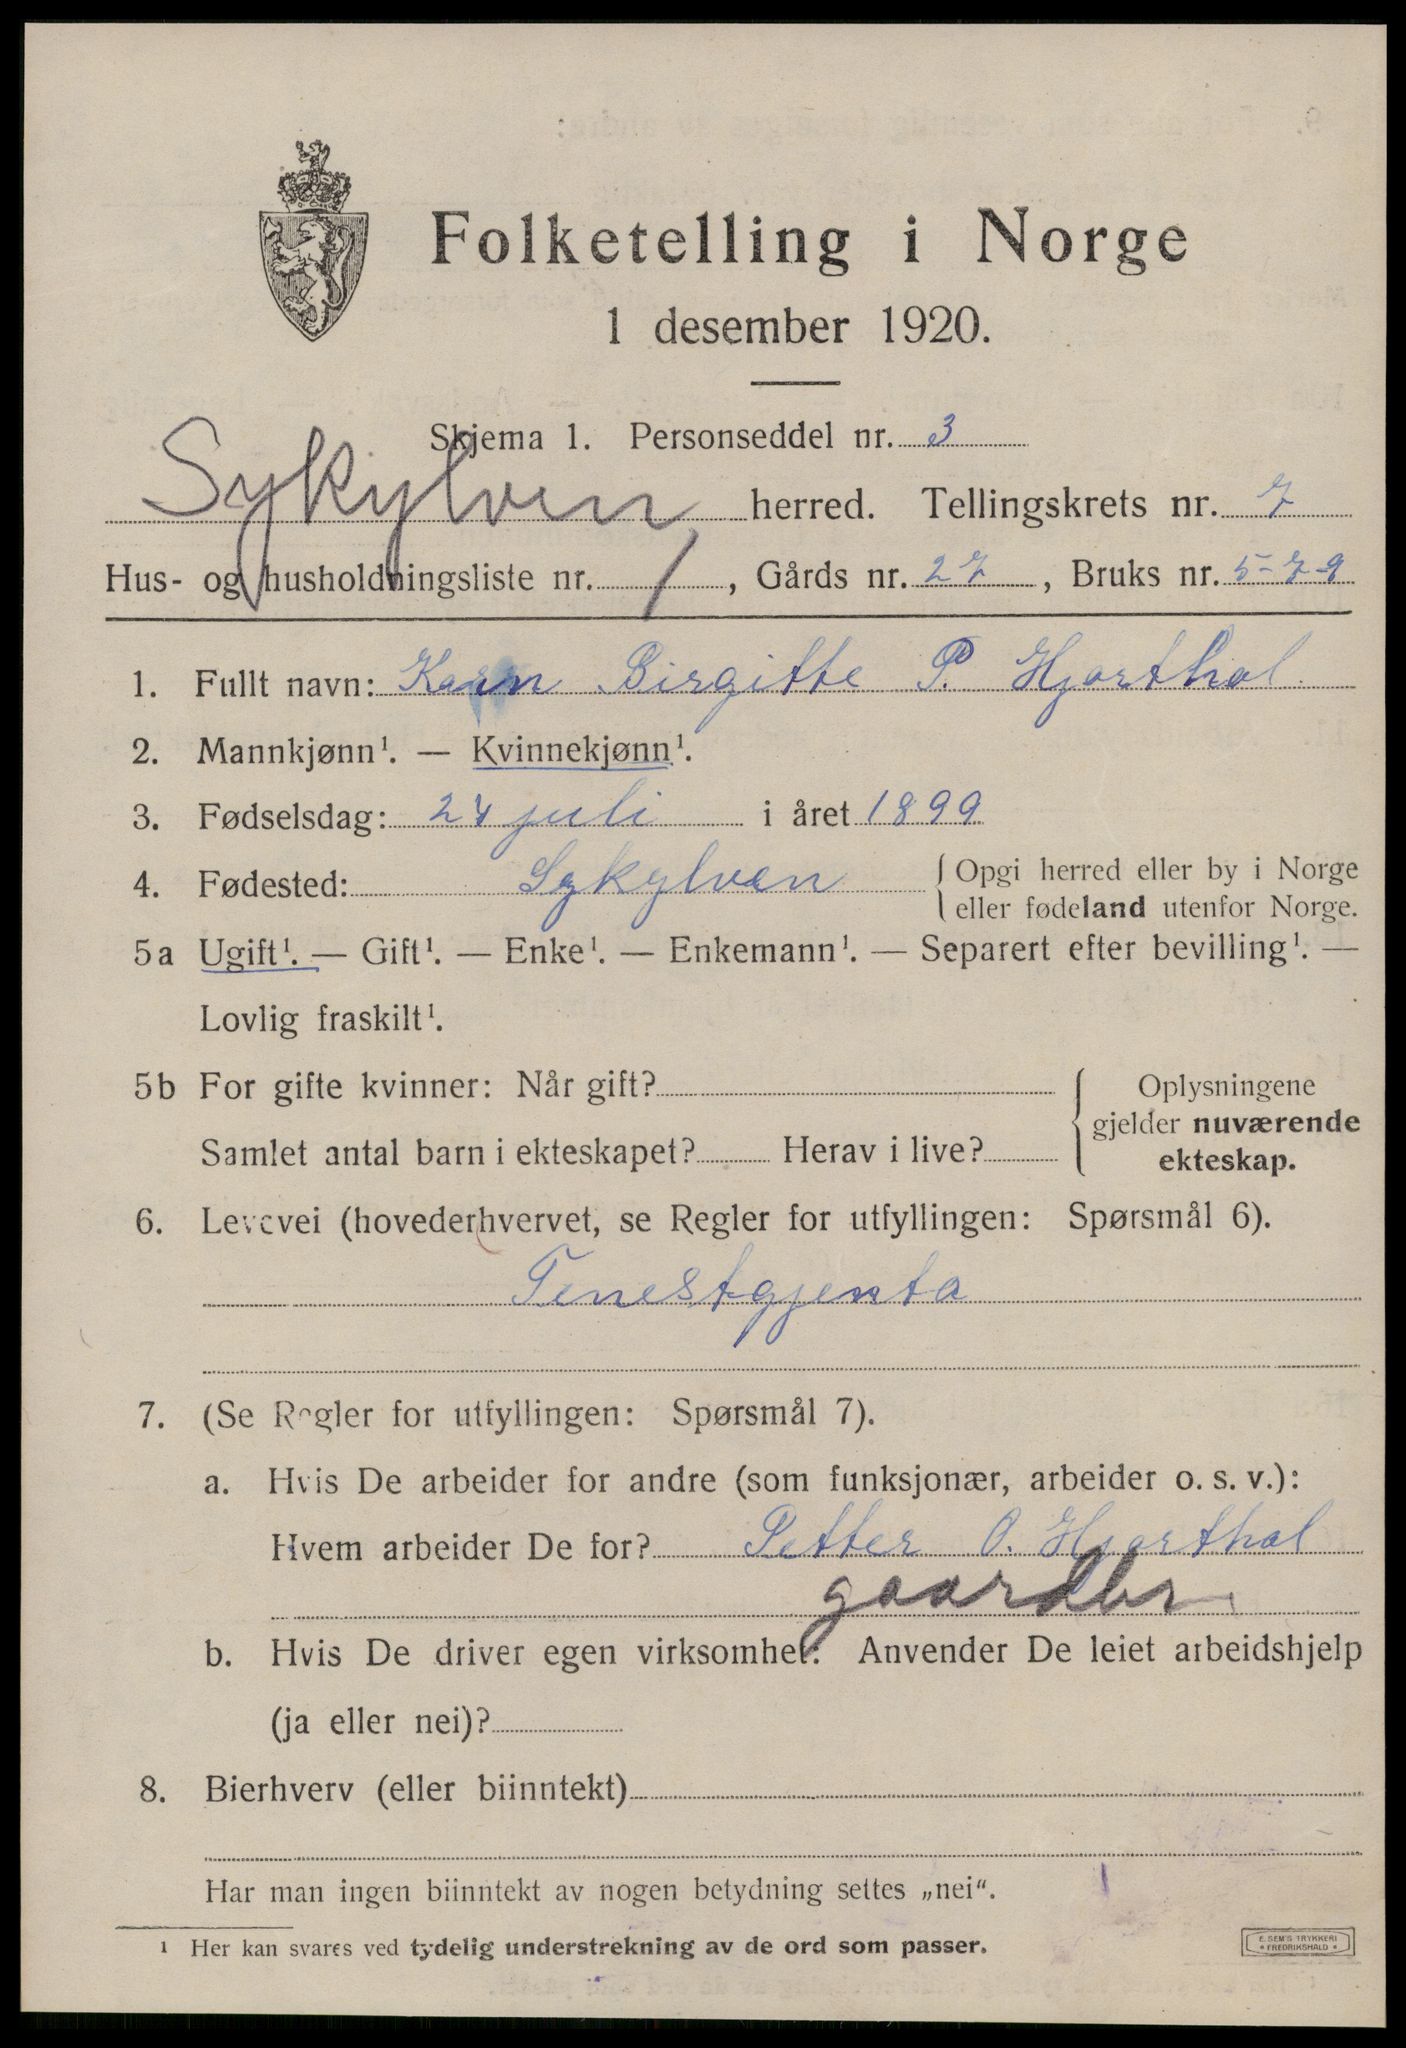 Folketelling i Norge
1 desember 1920.
Skjema 1. Personseddel nr. 3
Sykylven herred. Tellingskrets nr. 7
Hus- og husholdningsliste nr. 1, Gårds nr. 27, Bruks nr. 5-7-9
1. Fullt navn: Karen Birgitte P. Hjorthol
2. Mannkjønn¹. — Kvinnekjønn¹.
3. Fødselsdag: 24 juli i året 1899
4. Fødested: Sykylven { Opgi herred eller by i Norge
eller fødeland utenfor Norge.
5a Ugift¹. — Gift¹. — Enke¹. — Enkemann¹. — Separert efter bevilling¹. —
Lovlig fraskilt¹.
5b For gifte kvinner: Når gift? { Oplysningene
gjelder nuværende
Samlet antal barn i ekteskapet? Herav i live? ekteskap.
6. Levevei (hovederhvervet, se Regler for utfyllingen: Spørsmål 6).
Tenestgjenta
7. (Se Regler for utfyllingen: Spørsmål 7).
a. Hvis De arbeider for andre (som funksjonær, arbeider o. s. v.):
Hvem arbeider De for? Petter O. Hjorthol
gaardbr
b. Hvis De driver egen virksomhet: Anvender De leiet arbeidshjelp
(ja eller nei)?
8. Bierhverv (eller biinntekt)
Har man ingen biinntekt av nogen betydning settes „nei“.
¹ Her kan svares ved tydelig understrekning av de ord som passer.
E. SEM'S TRYKKERI
* FREDRIKSHALD *